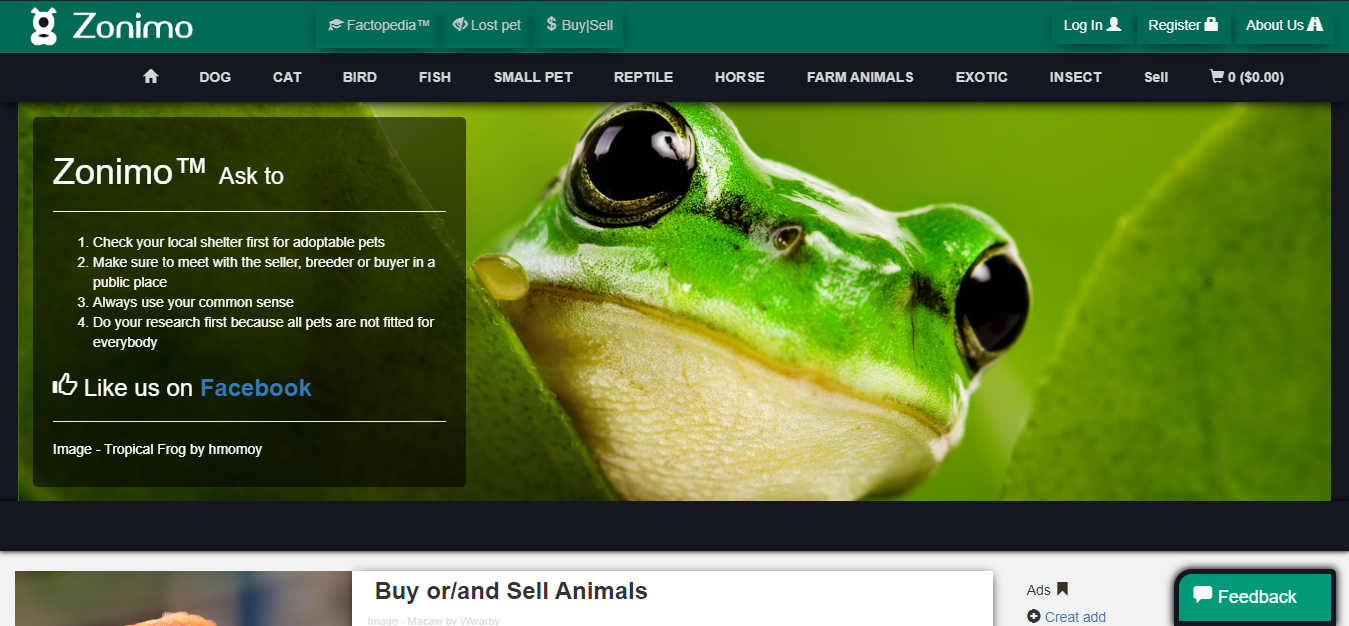 Zonimo
Factopedia™ Lost pet $ Buy|Sell
Log In Register About Us
DOG CAT BIRD FISH SMALL PET REPTILE HORSE FARM ANIMALS EXOTIC INSECT Sell 0 ($0.00)
Zonimo™ Ask to
1. Check your local shelter first for adoptable pets
2. Make sure to meet with the seller, breeder or buyer in a
public place
3. Always use your common sense
4. Do your research first because all pets are not fitted for
everybody
Like us on Facebook
Image - Tropical Frog by hmomoy
Buy or/and Sell Animals
Image - Macaw by Wwarby
Ads
Creat add
Feedback